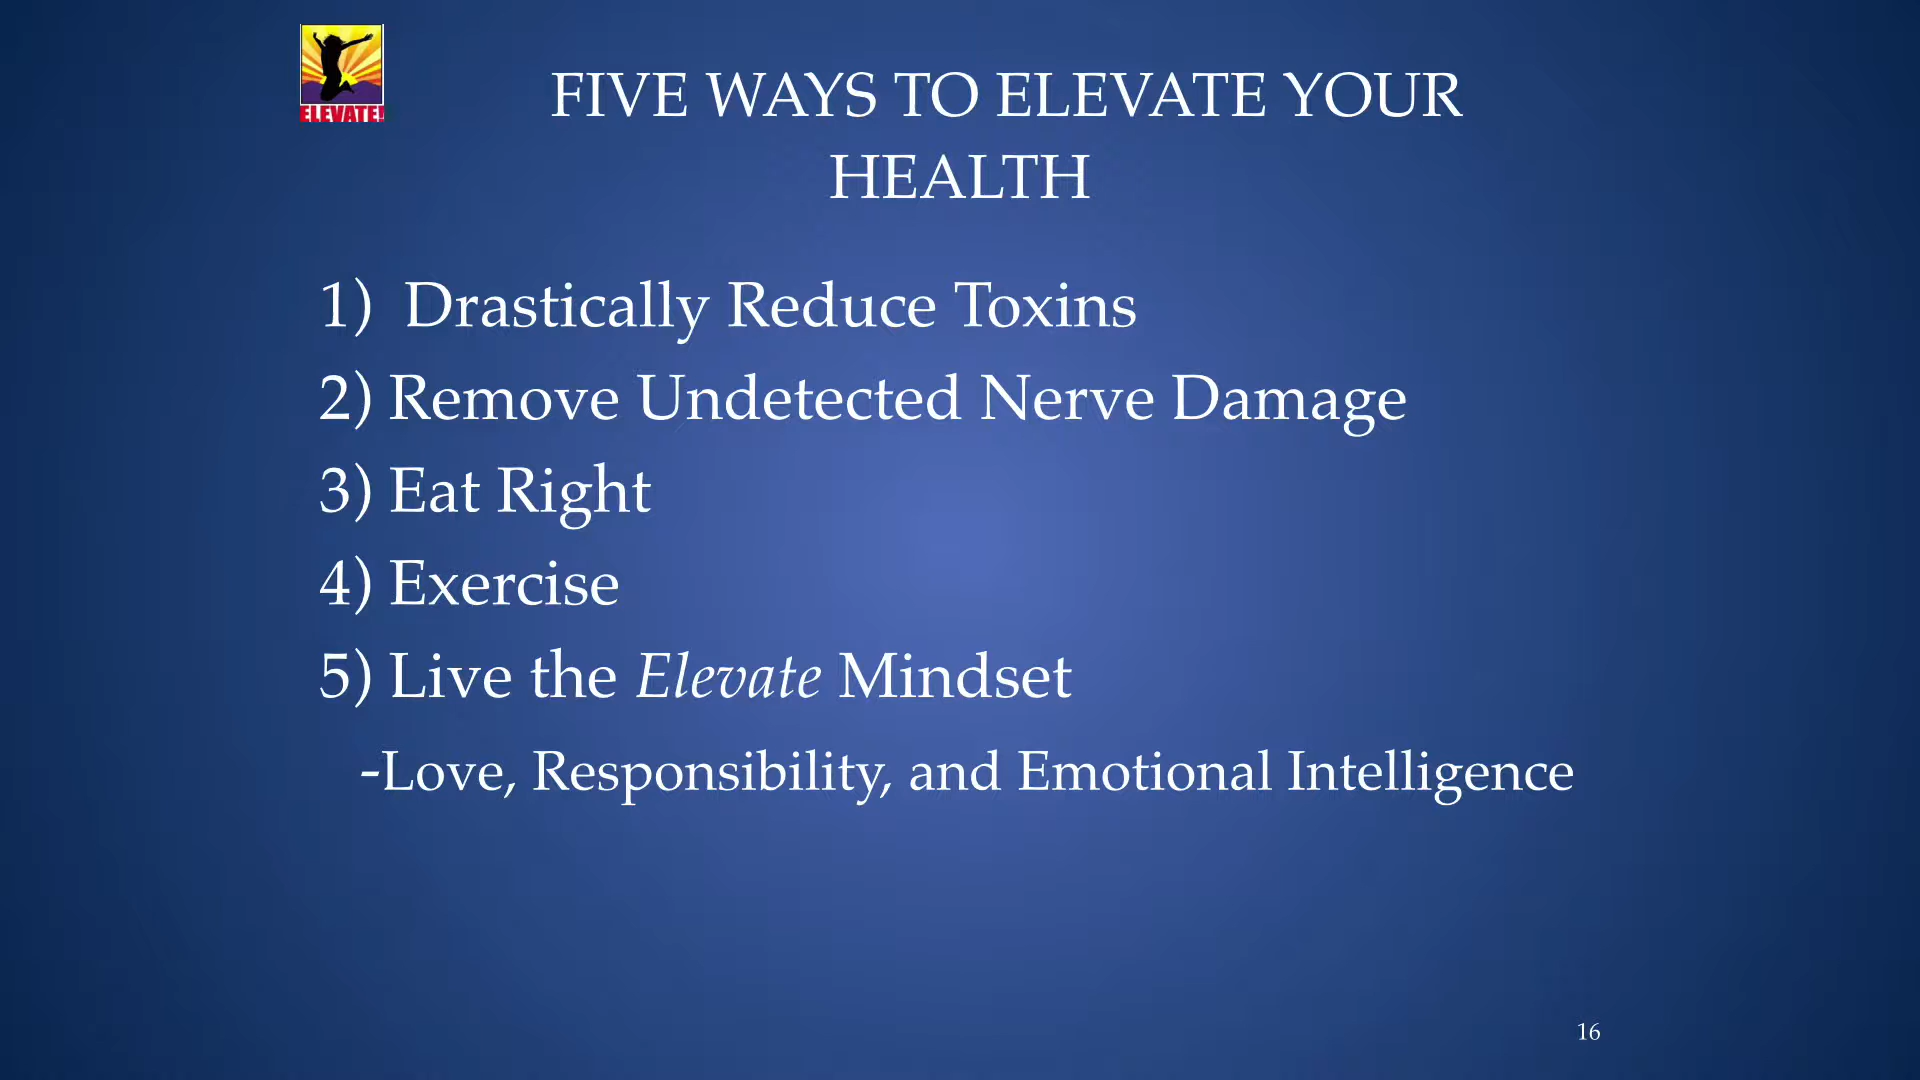 ELEVATE!
FIVE WAYS TO ELEVATE YOUR
HEALTH
1) Drastically Reduce Toxins
2) Remove Undetected Nerve Damage
3) Eat Right
4) Exercise
5) Live the Elevate Mindset
-Love, Responsibility, and Emotional Intelligence
16